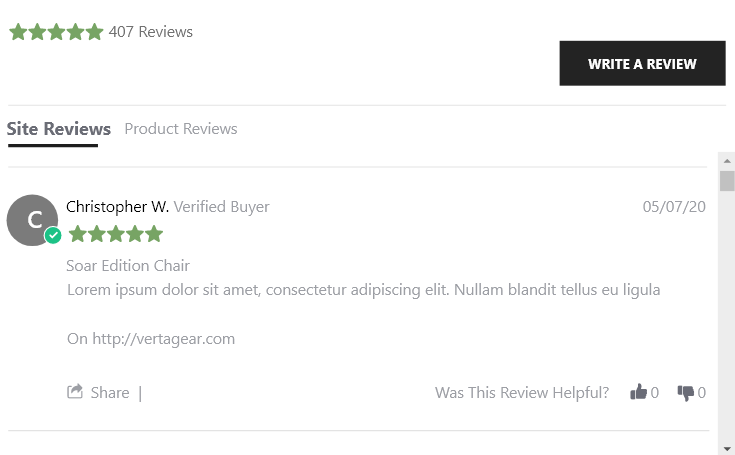 407 Reviews
WRITE A REVIEW
Site Reviews Product Reviews
C Christopher W. Verified Buyer 05/07/20
Soar Edition Chair
Lorem ipsum dolor sit amet, consectetur adipiscing elit. Nullam blandit tellus eu ligula
On http://vertagear.com
Share | Was This Review Helpful? 0 0